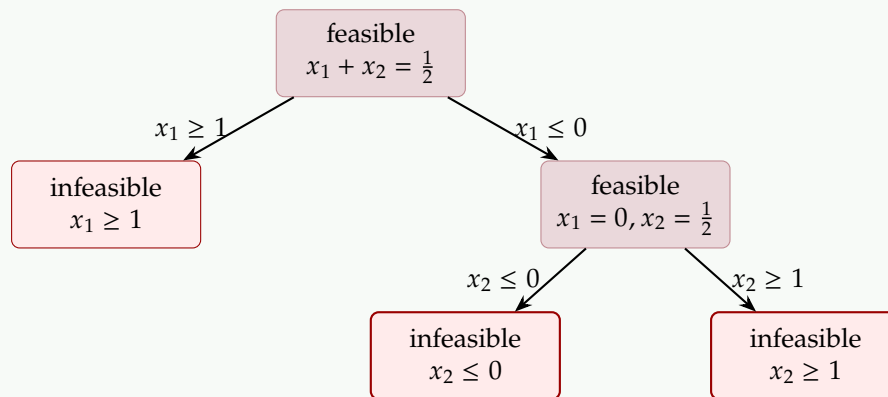 feasible
x₁ + x₂ = 1/2
x₁ ≥ 1
x₁ ≤ 0
infeasible
x₁ ≥ 1
feasible
x₁ = 0, x₂ = 1/2
x₂ ≤ 0
x₂ ≥ 1
infeasible
x₂ ≤ 0
infeasible
x₂ ≥ 1